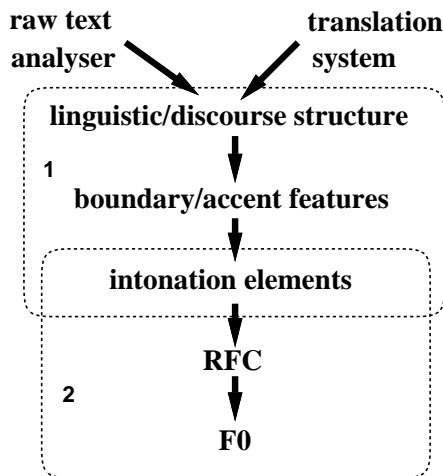 raw text
analyser
translation
system
linguistic/discourse structure
1
boundary/accent features
intonation elements
RFC
2
F0